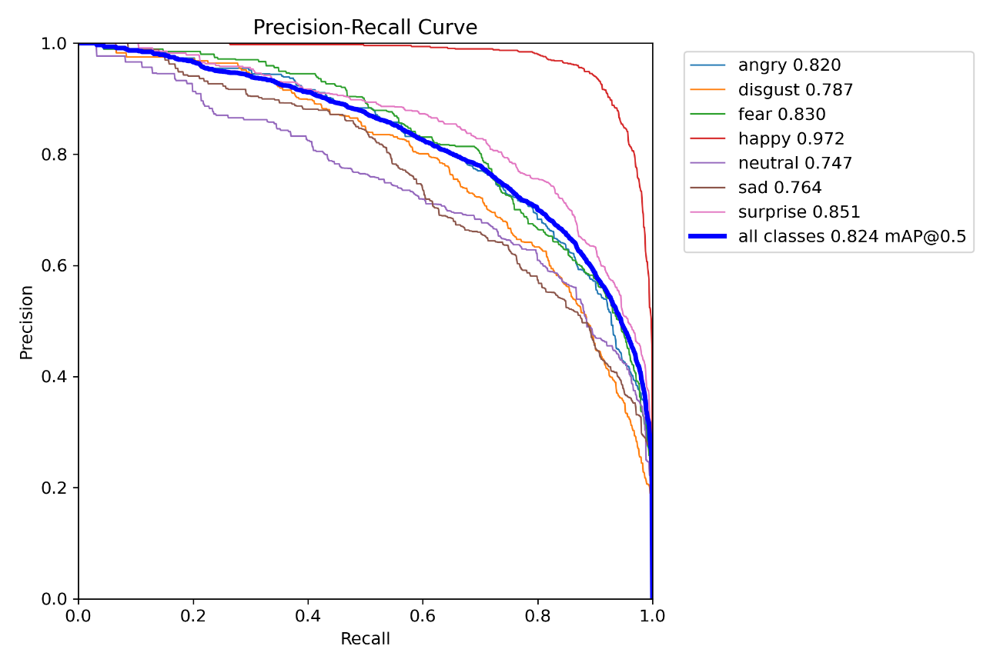 Precision-Recall Curve
1.0
0.8
0.6
0.4
0.2
0.0
Precision
0.0 0.2 0.4 0.6 0.8 1.0
Recall
angry 0.820
disgust 0.787
fear 0.830
happy 0.972
neutral 0.747
sad 0.764
surprise 0.851
all classes 0.824 mAP@0.5